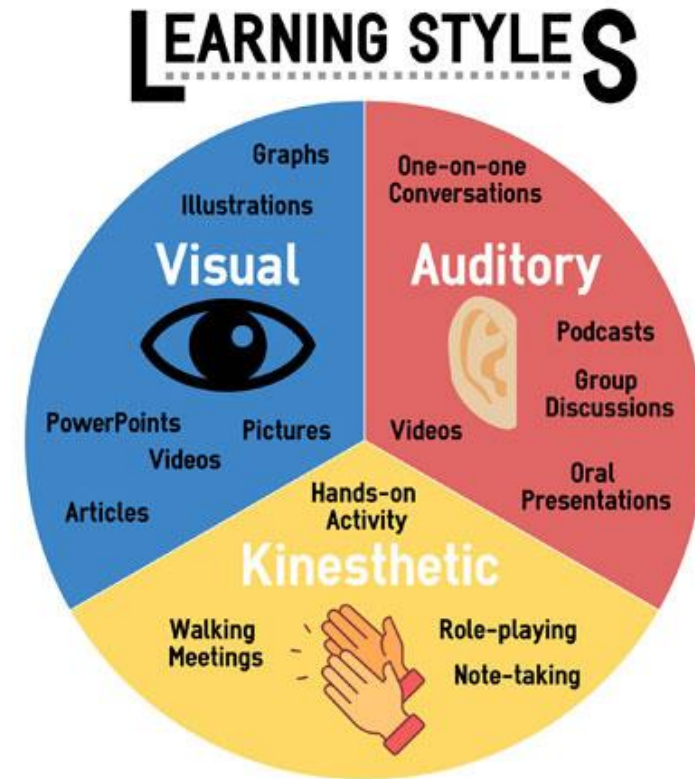 LEARNING STYLES
Graphs
Illustrations
Visual
PowerPoints
Videos
Pictures
Articles
One-on-one
Conversations
Auditory
Podcasts
Group
Discussions
Videos
Oral
Presentations
Hands-on
Activity
Kinesthetic
Walking
Meetings
Role-playing
Note-taking